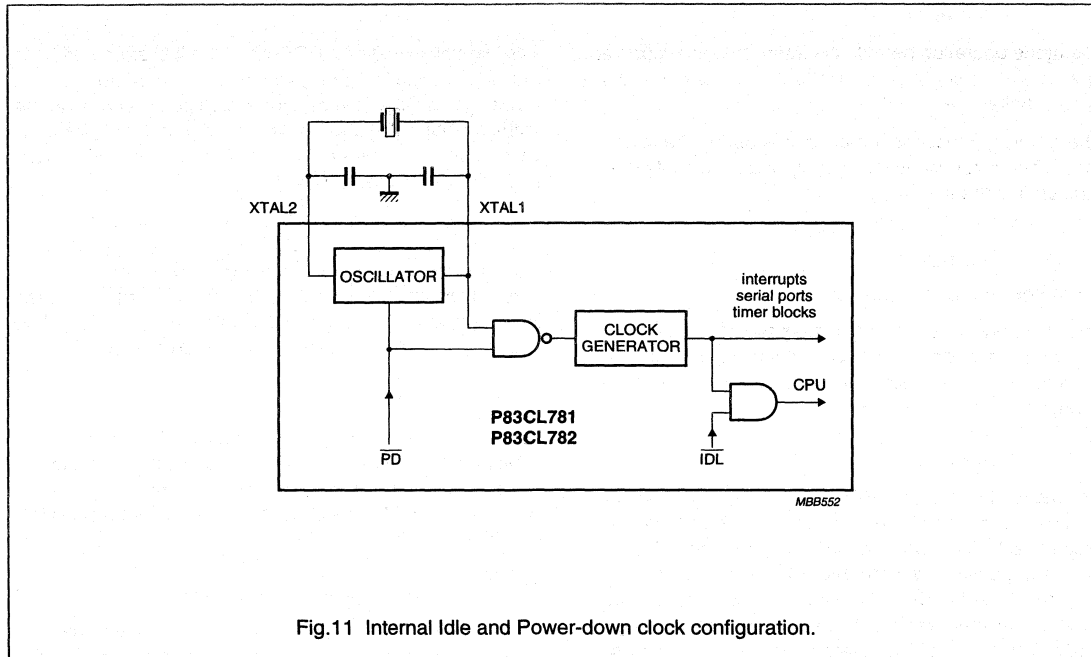 XTAL2
XTAL1
OSCILLATOR
interrupts
serial ports
timer blocks
CLOCK
GENERATOR
CPU
P83CL781
P83CL782
PD
IDL
MBB552
Fig.11 Internal Idle and Power-down clock configuration.